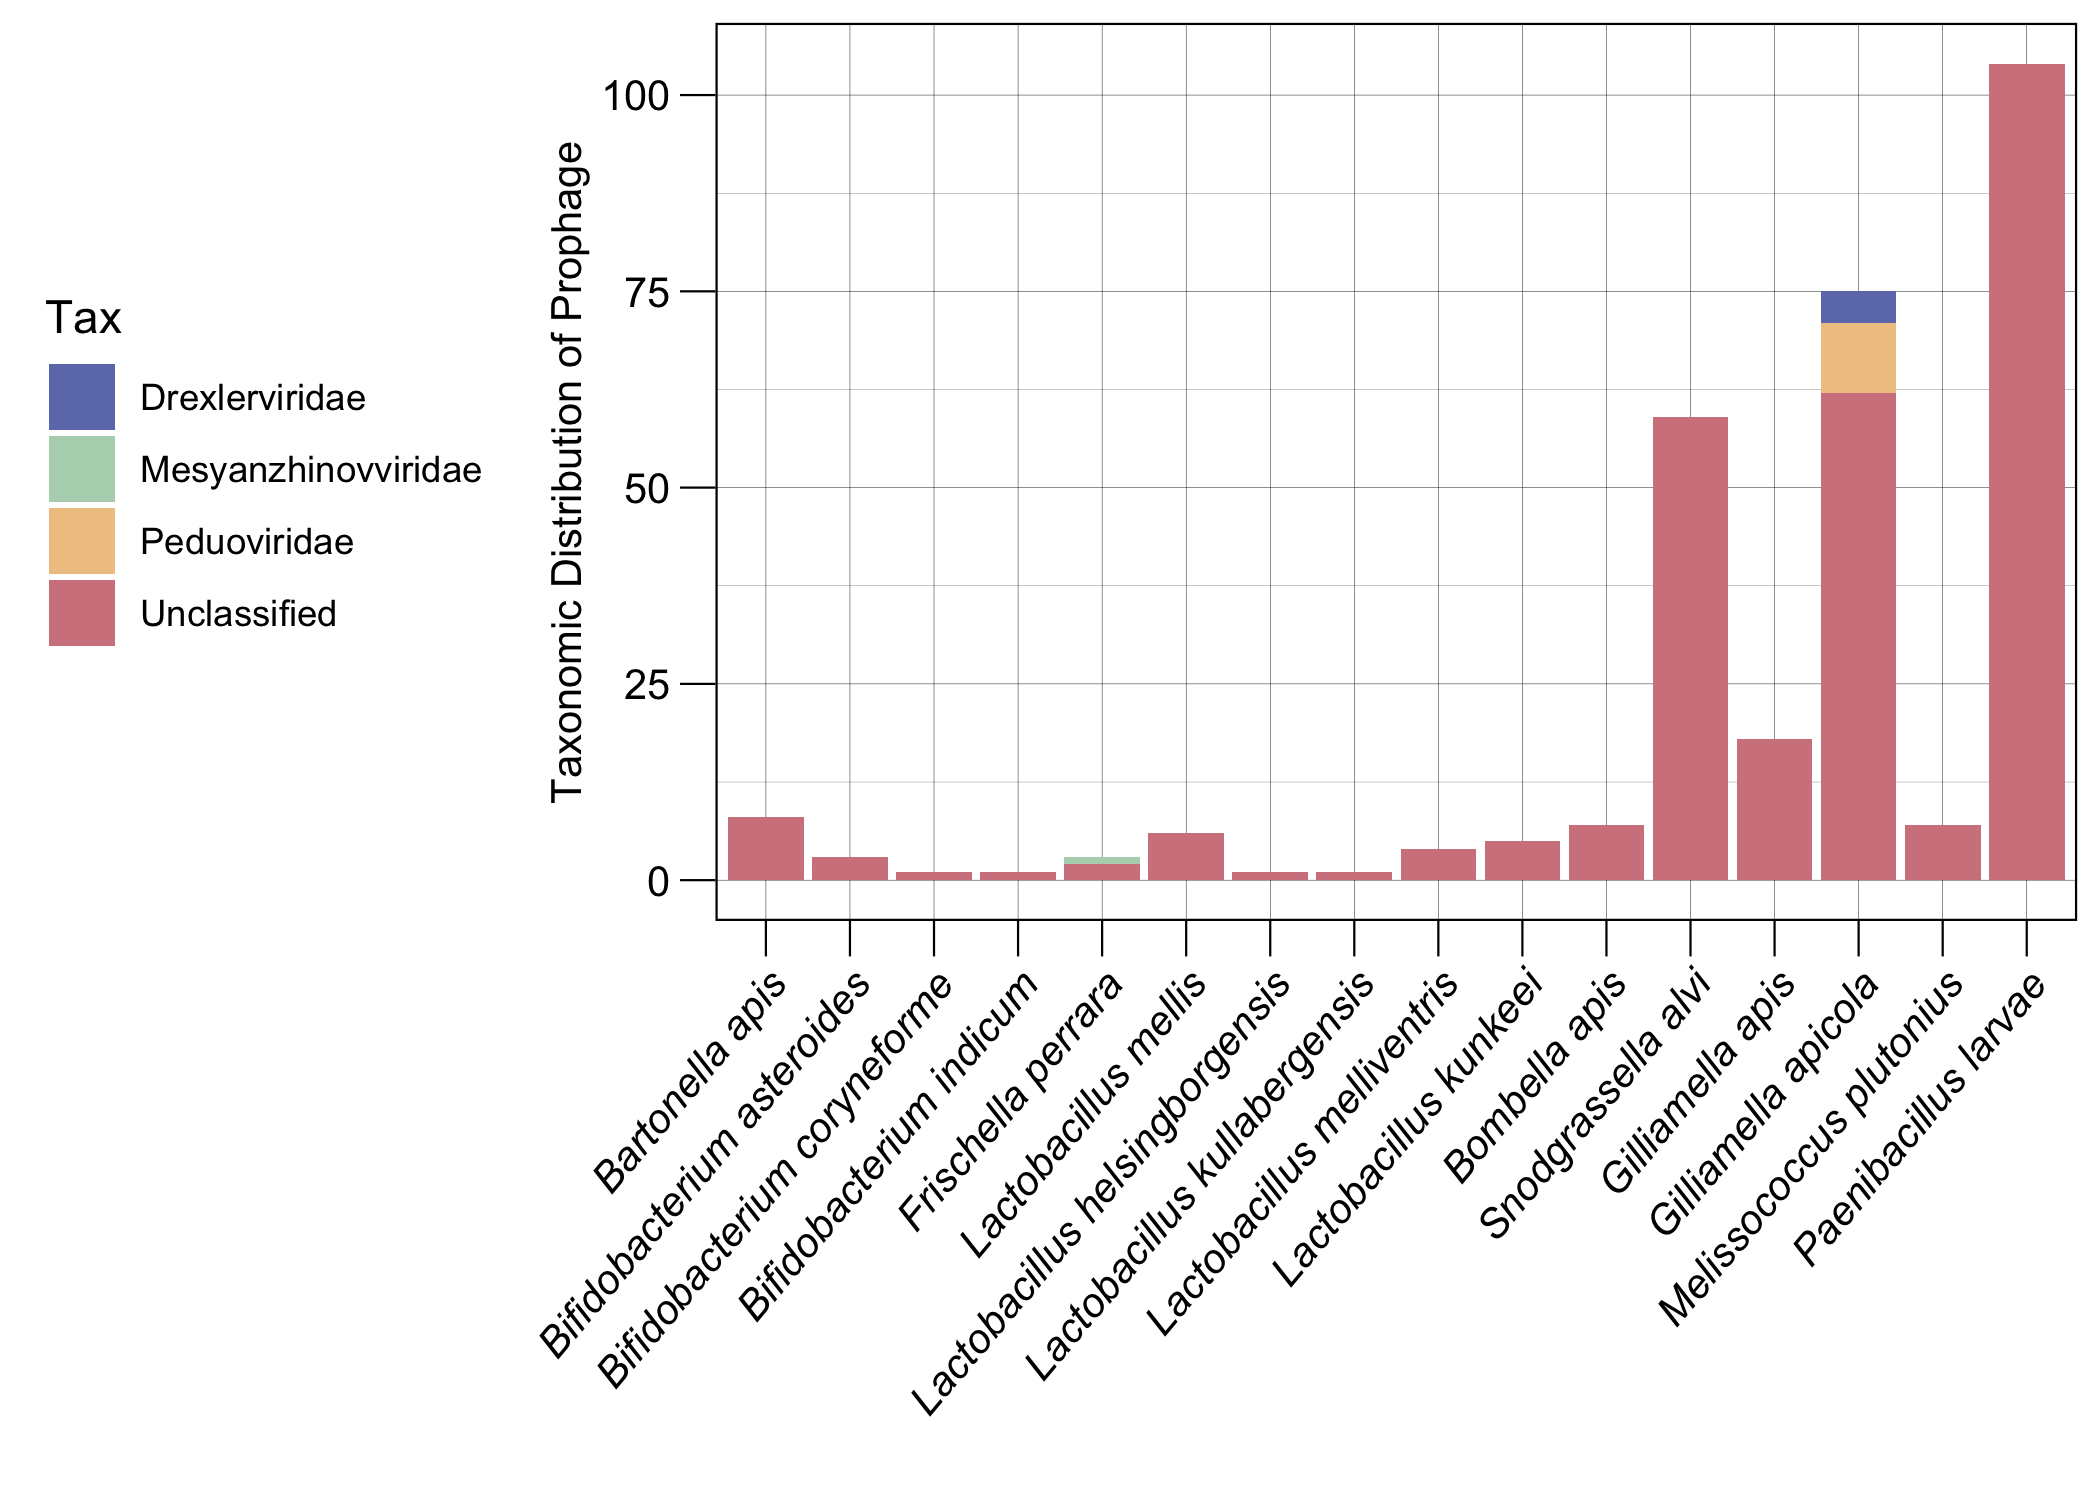 Tax
Drexlerviridae
Mesyanzhinovviridae
Peduoviridae
Unclassified
Taxonomic Distribution of Prophage
100
75
50
25
0
Bartonella apis
Bifidobacterium asteroides
Bifidobacterium coryneforme
Bifidobacterium indicum
Frischella perrara
Lactobacillus mellis
Lactobacillus helsingborgensis
Lactobacillus kullabergensis
Lactobacillus melliventris
Lactobacillus kunkeei
Bombella apis
Snodgrassella alvi
Gilliamella apis
Gilliamella apicola
Melissococcus plutonius
Paenibacillus larvae